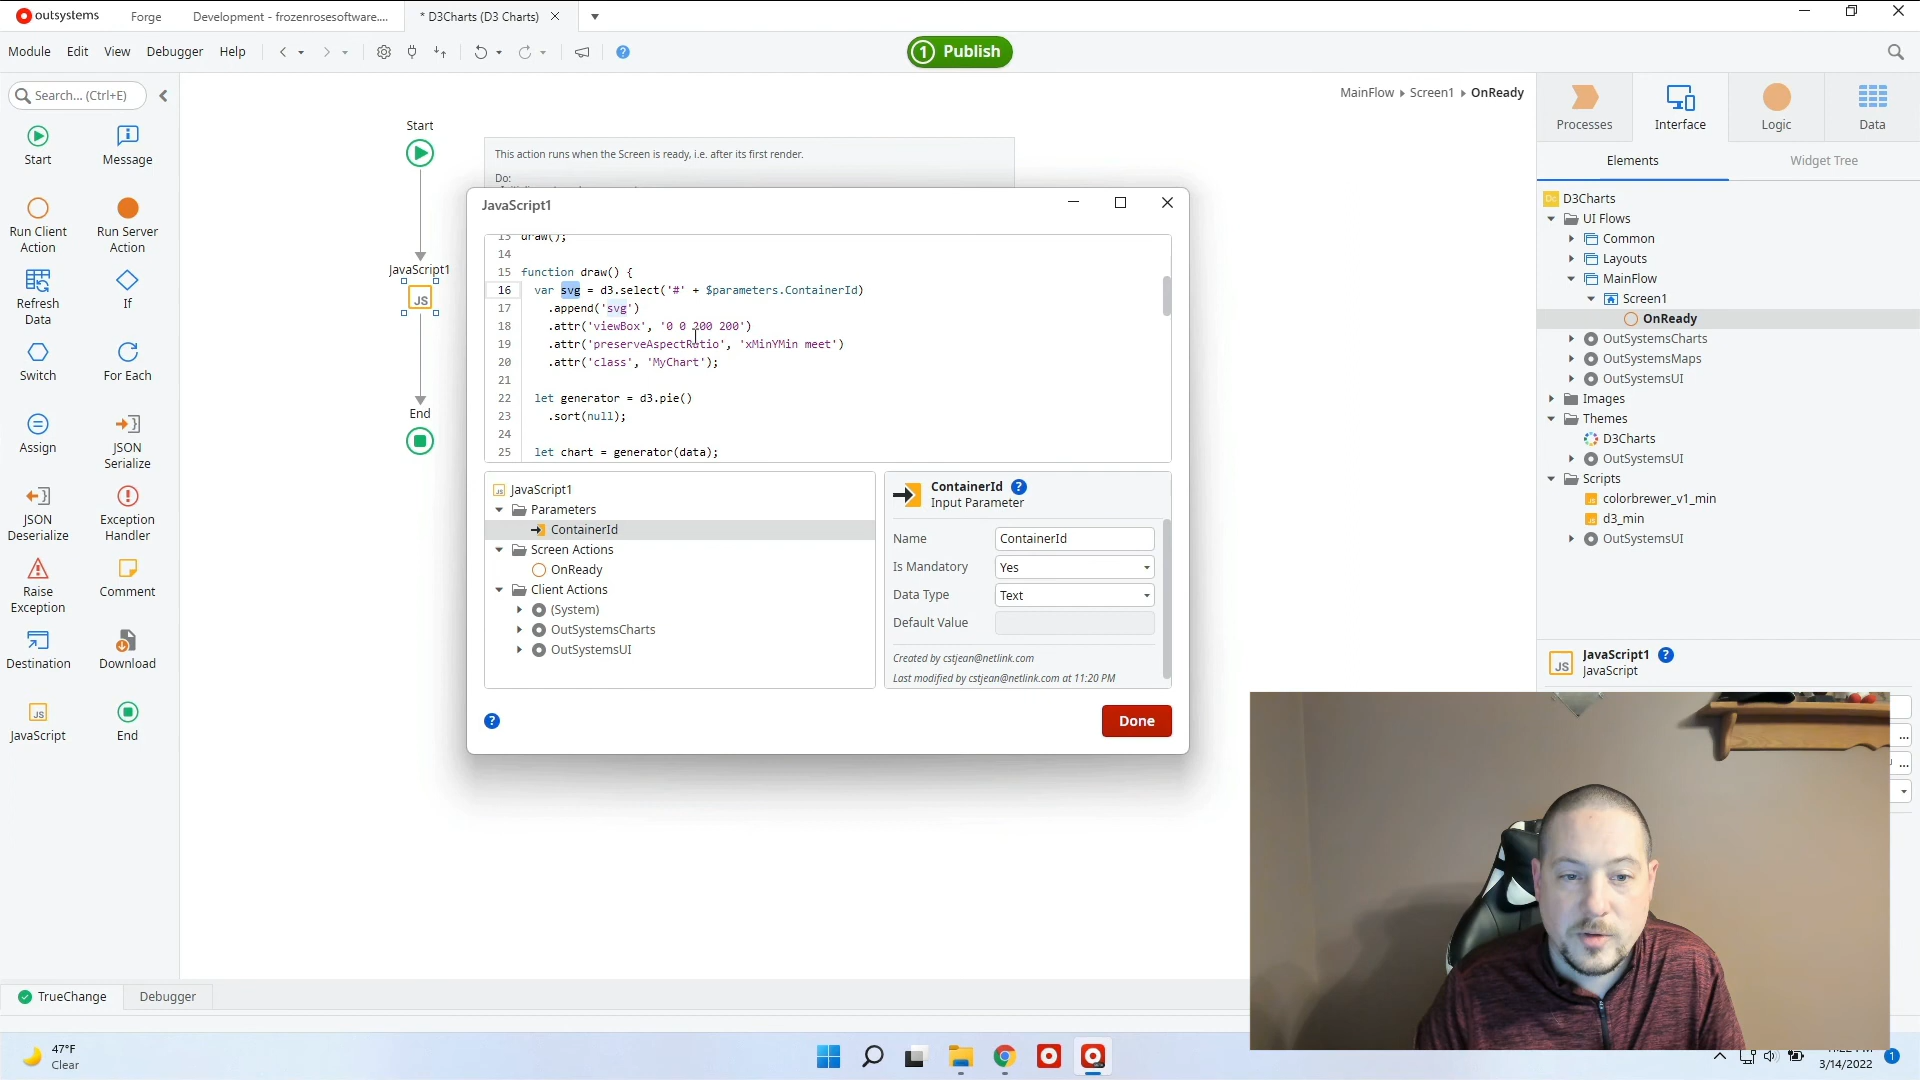 outsystems
Forge
Development - frozenrosesoftware....
* D3Charts (D3 Charts)
Module
Edit
View
Debugger
Help
1 Publish
Search... (Ctrl+E)
MainFlow
Screen1
OnReady
Start
Message
Run Client
Action
Run Server
Action
Refresh
Data
If
Switch
For Each
Assign
JSON
Serialize
JSON
Deserialize
Exception
Handler
Raise
Exception
Comment
Destination
Download
JavaScript
End
Start
JavaScript1
JS
End
This action runs when the Screen is ready, i.e. after its first render.
Do:
JavaScript1
13 draw();
14
15 function draw() {
16 var svg = d3.select('#' + $parameters.ContainerId)
17 .append('svg')
18 .attr('viewBox', '0 0 200 200')
19 .attr('preserveAspectRatio', 'xMinYMin meet')
20 .attr('class', 'MyChart');
21
22 let generator = d3.pie()
23 .sort(null);
24
25 let chart = generator(data);
JavaScript1
Parameters
ContainerId
Screen Actions
OnReady
Client Actions
(System)
OutSystemsCharts
OutSystemsUI
ContainerId
Input Parameter
Name
ContainerId
Is Mandatory
Yes
Data Type
Text
Default Value
Created by cstjean@netlink.com
Last modified by cstjean@netlink.com at 11:20 PM
Done
Processes
Interface
Logic
Data
Elements
Widget Tree
D3Charts
UI Flows
Common
Layouts
MainFlow
Screen1
OnReady
OutSystemsCharts
OutSystemsMaps
OutSystemsUI
Images
Themes
D3Charts
OutSystemsUI
Scripts
colorbrewer_v1_min
d3_min
OutSystemsUI
JavaScript1
JavaScript
TrueChange
Debugger
47°F
Clear
3/14/2022
1